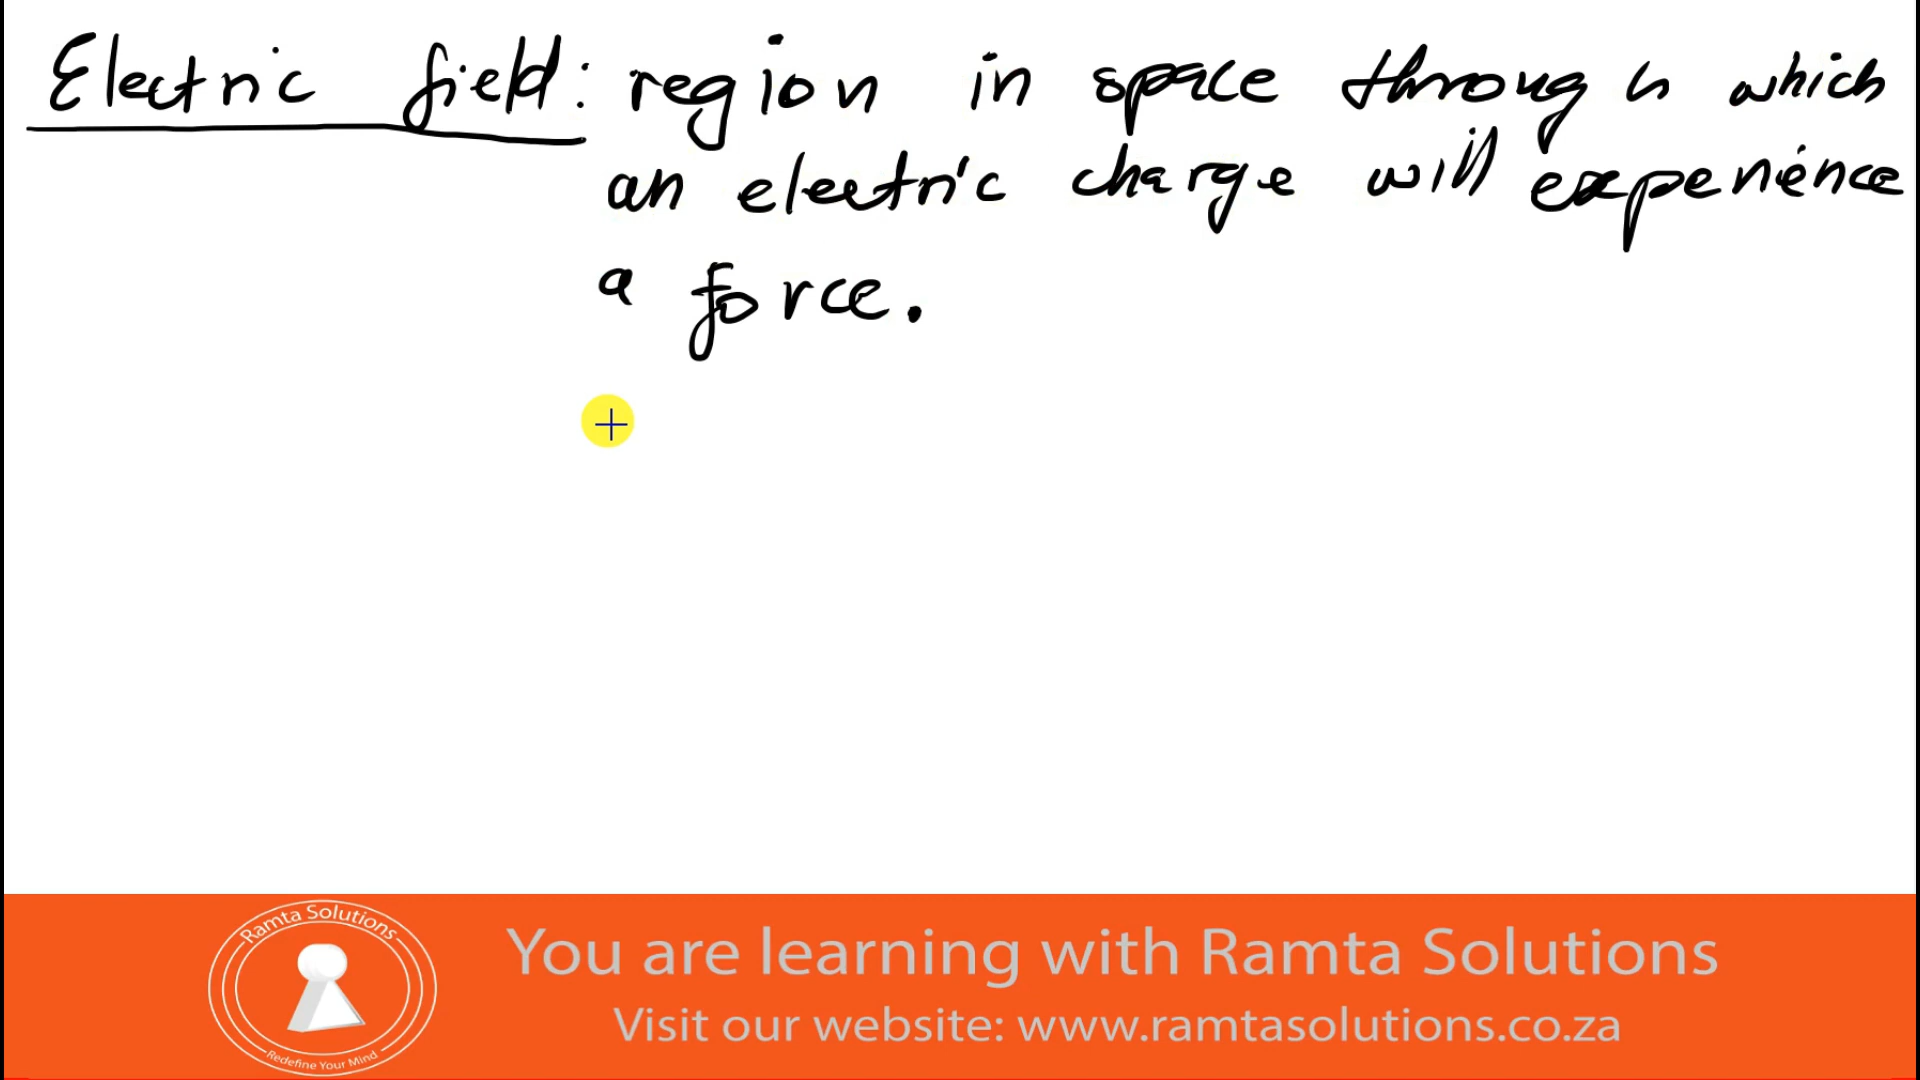 Electric field: region in space through which
an electric charge will experience
a force.
Ramta Solutions
Redefine Your Mind
You are learning with Ramta Solutions
Visit our website: www.ramtasolutions.co.za